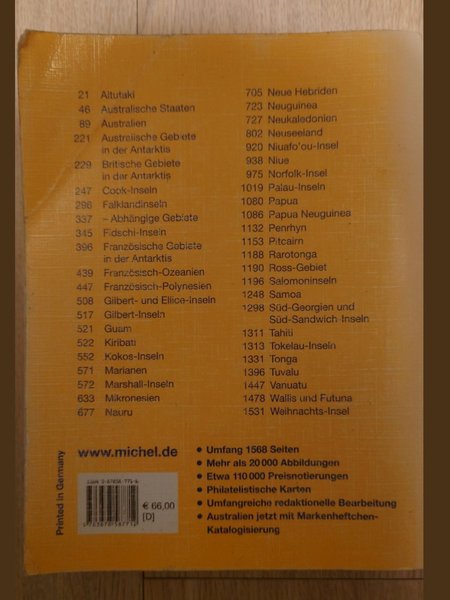 21 Aitutaki
46 Australische Staaten
89 Australien
221 Australische Gebiete
in der Antarktis
229 Britische Gebiete
in der Antarktis
247 Cook-Inseln
296 Falklandinseln
337 – Abhängige Gebiete
345 Fidschi-Inseln
396 Französische Gebiete
in der Antarktis
439 Französisch-Ozeanien
447 Französisch-Polynesien
508 Gilbert- und Ellice-Inseln
517 Gilbert-Inseln
521 Guam
522 Kiribati
552 Kokos-Inseln
571 Marianen
572 Marshall-Inseln
633 Mikronesien
677 Nauru
705 Neue Hebriden
723 Neuguinea
727 Neukaledonien
802 Neuseeland
920 Niuafo'ou-Insel
938 Niue
975 Norfolk-Insel
1019 Palau-Inseln
1080 Papua
1086 Papua Neuguinea
1132 Penrhyn
1153 Pitcairn
1188 Rarotonga
1190 Ross-Gebiet
1196 Salomoninseln
1248 Samoa
1298 Süd-Georgien und
Süd-Sandwich-Inseln
1311 Tahiti
1313 Tokelau-Inseln
1331 Tonga
1396 Tuvalu
1447 Vanuatu
1478 Wallis und Futuna
1531 Weihnachts-Insel
www.michel.de
Printed in Germany
€ 66,00
[D]
• Umfang 1568 Seiten
• Mehr als 20 000 Abbildungen
• Etwa 110 000 Preisnotierungen
• Philatelistische Karten
• Umfangreiche redaktionelle Bearbeitung
• Australien jetzt mit Markenheftchen-
Katalogisierung